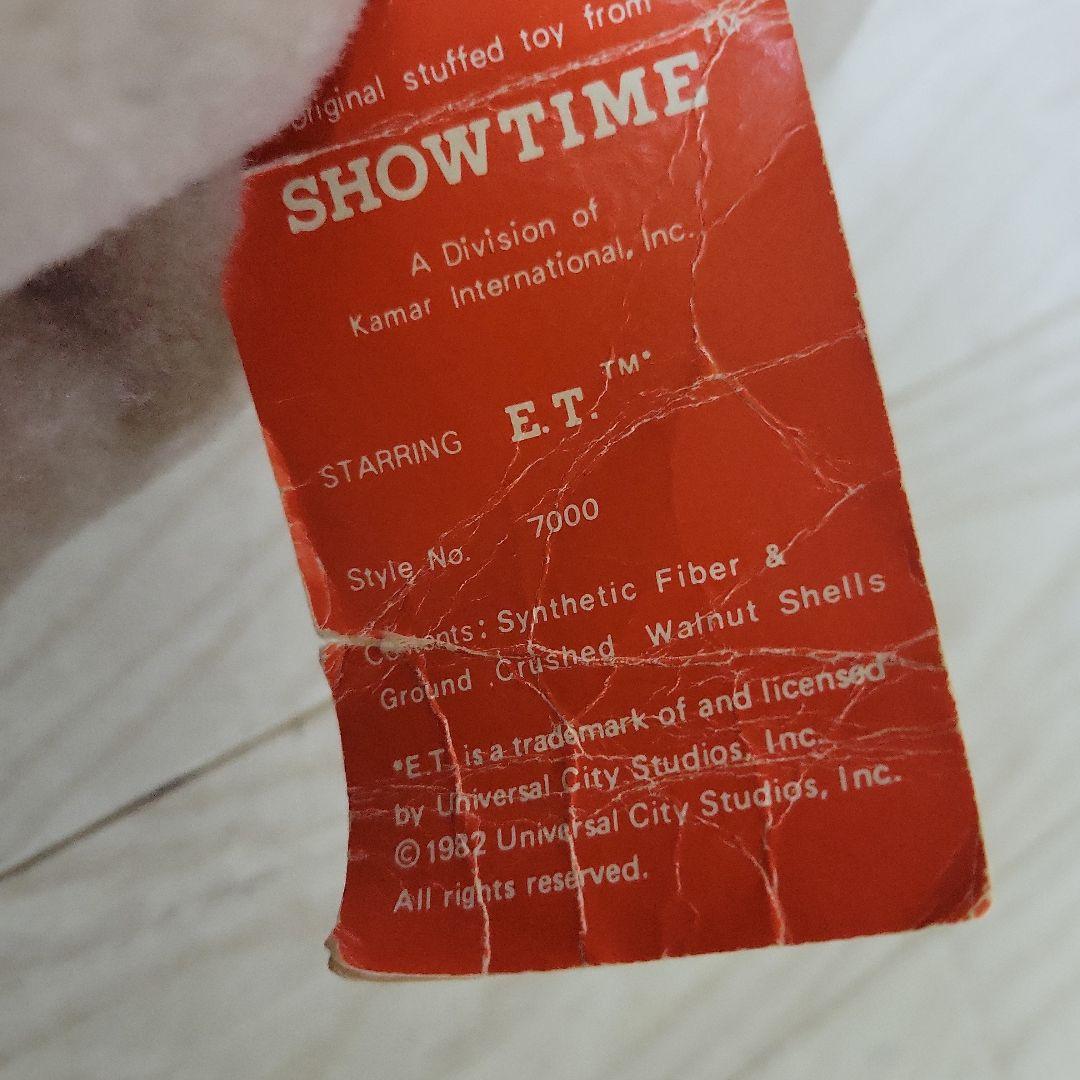 original stuffed toy from
SHOWTIME™
A Division of
Kamar International, Inc.
STARRING E.T.™*
Style No. 7000
Contents: Synthetic Fiber &
Ground Crushed Walnut Shells
*E.T. is a trademark of and licensed
by Universal City Studios, Inc.
©1982 Universal City Studios, Inc.
All rights reserved.